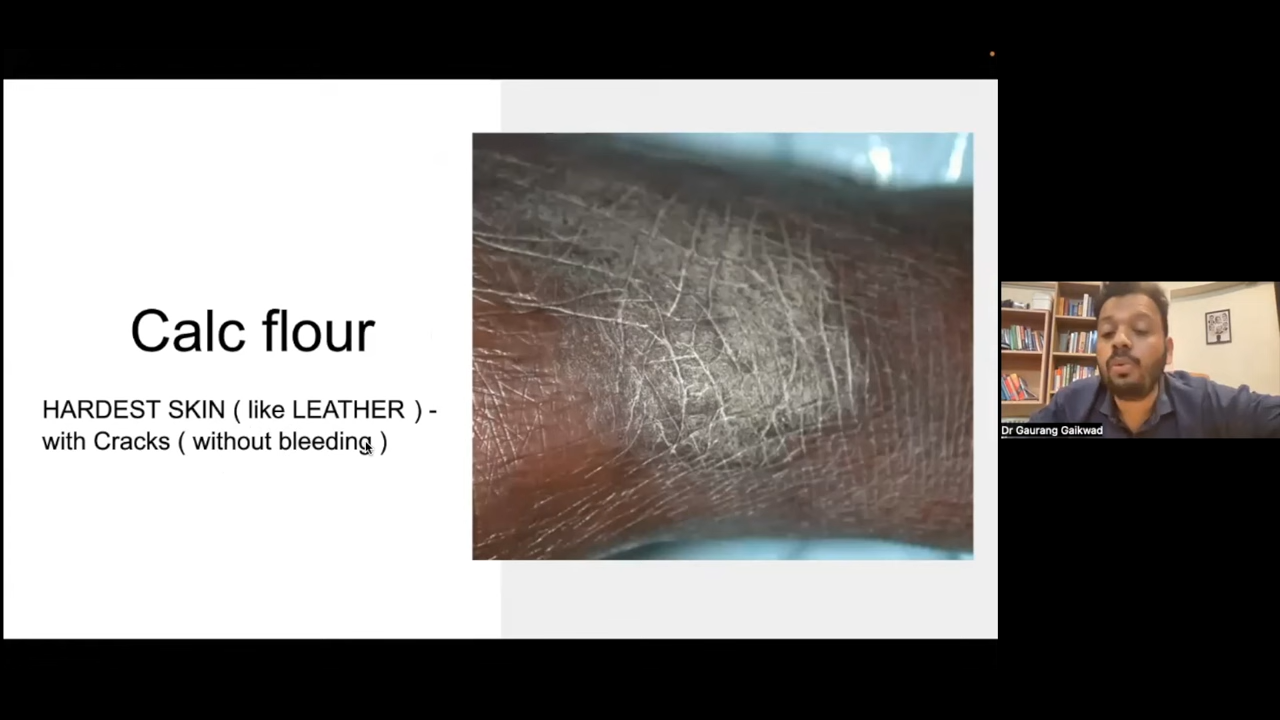 Calc flour
HARDEST SKIN ( like LEATHER ) -
with Cracks ( without bleeding )
Dr Gaurang Gaikwad